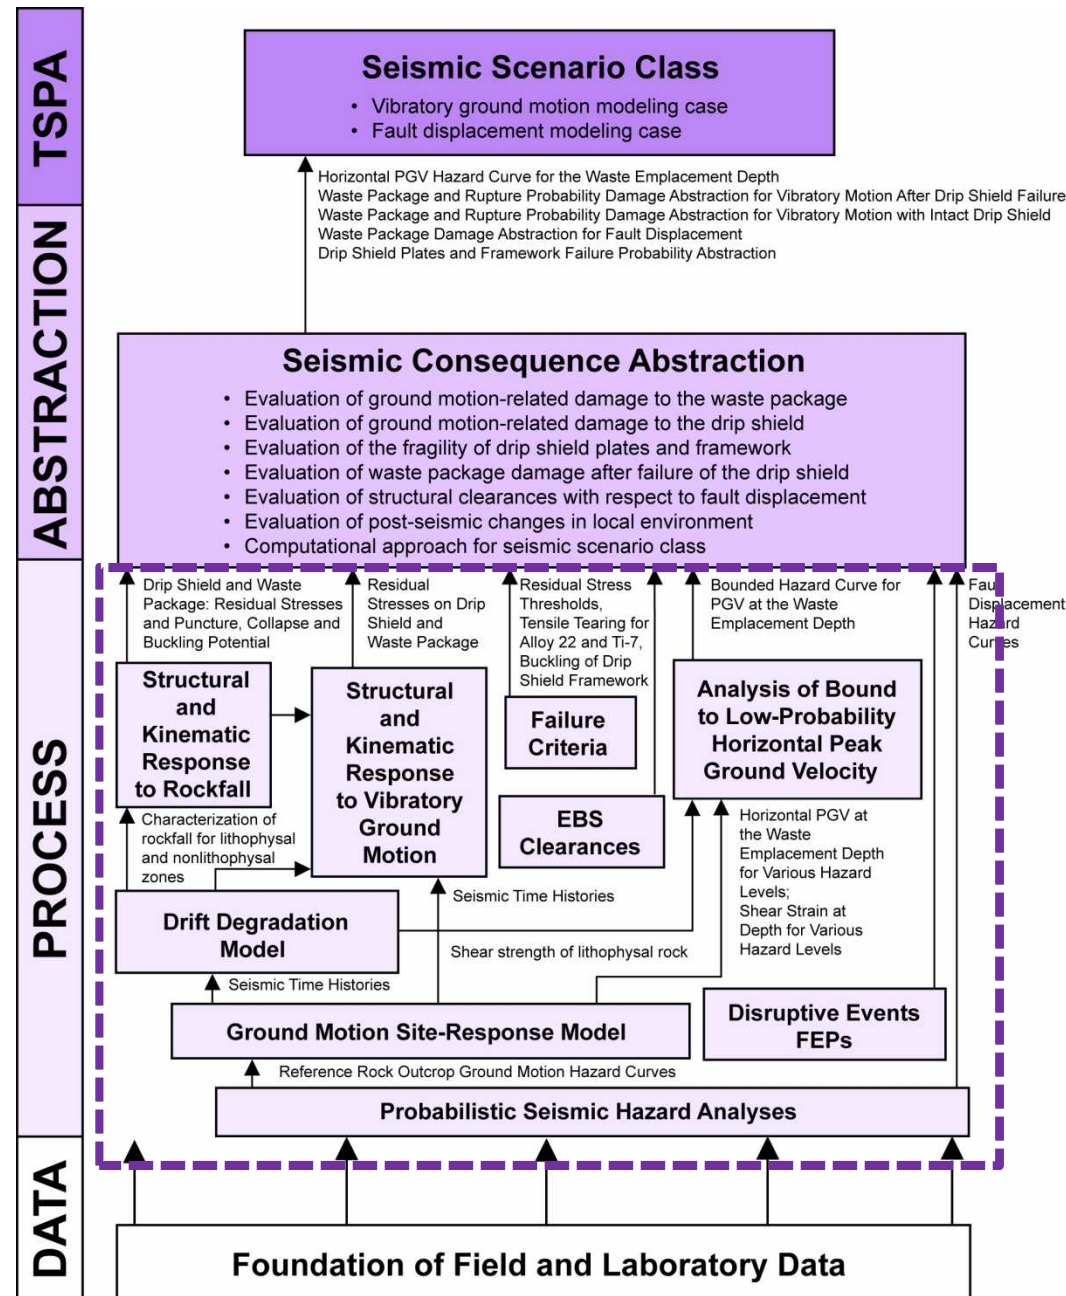 TSPA
Seismic Scenario Class
• Vibratory ground motion modeling case
• Fault displacement modeling case
Horizontal PGV Hazard Curve for the Waste Emplacement Depth
Waste Package and Rupture Probability Damage Abstraction for Vibratory Motion After Drip Shield Failure
Waste Package and Rupture Probability Damage Abstraction for Vibratory Motion with Intact Drip Shield
Waste Package Damage Abstraction for Fault Displacement
Drip Shield Plates and Framework Failure Probability Abstraction
ABSTRACTION
Seismic Consequence Abstraction
• Evaluation of ground motion-related damage to the waste package
• Evaluation of ground motion-related damage to the drip shield
• Evaluation of the fragility of drip shield plates and framework
• Evaluation of waste package damage after failure of the drip shield
• Evaluation of structural clearances with respect to fault displacement
• Evaluation of post-seismic changes in local environment
• Computational approach for seismic scenario class
PROCESS
Drip Shield and Waste
Package: Residual Stresses
and Puncture, Collapse and
Buckling Potential
Residual
Stresses on Drip
Shield and
Waste Package
Residual Stress
Thresholds,
Tensile Tearing for
Alloy 22 and Ti-7,
Buckling of Drip
Shield Framework
Bounded Hazard Curve for
PGV at the Waste
Emplacement Depth
Fault
Displacement
Hazard
Curves
Structural
and
Kinematic
Response
to Rockfall
Structural
and
Kinematic
Response
to Vibratory
Ground
Motion
Failure
Criteria
EBS
Clearances
Analysis of Bound
to Low-Probability
Horizontal Peak
Ground Velocity
Characterization of
rockfall for lithophysal
and nonlithophysal
zones
Horizontal PGV at
the Waste
Emplacement Depth
for Various Hazard
Levels;
Shear Strain at
Depth for Various
Hazard Levels
Seismic Time Histories
Drift Degradation
Model
Shear strength of lithophysal rock
Seismic Time Histories
Ground Motion Site-Response Model
Disruptive Events
FEPs
Reference Rock Outcrop Ground Motion Hazard Curves
Probabilistic Seismic Hazard Analyses
DATA
Foundation of Field and Laboratory Data